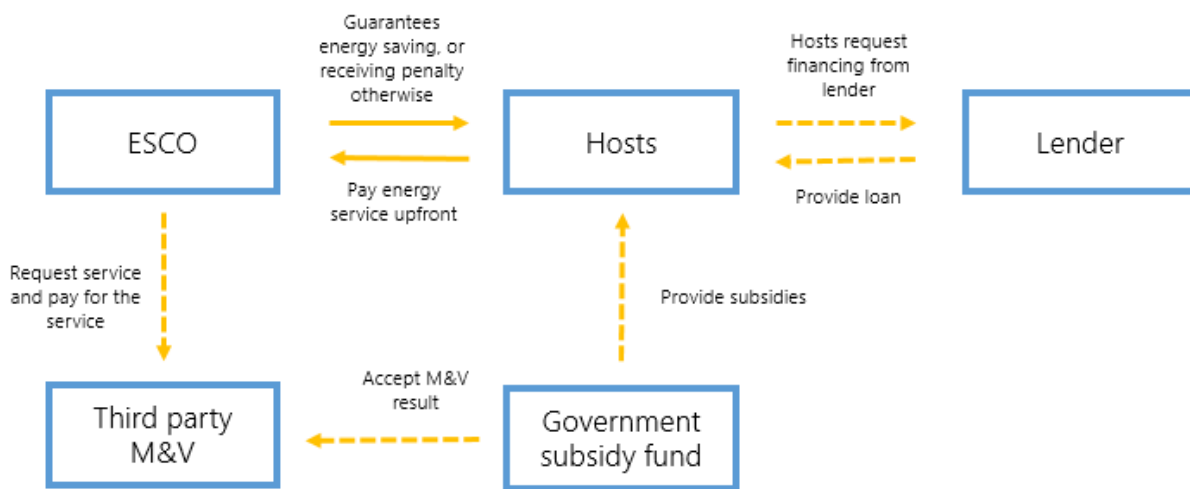 Guarantees
energy saving, or
receiving penalty
otherwise
Hosts request
financing from
lender
ESCO
Hosts
Lender
Pay energy
service upfront
Provide loan
Request service
and pay for the
service
Provide subsidies
Accept M&V
result
Third party
M&V
Government
subsidy fund